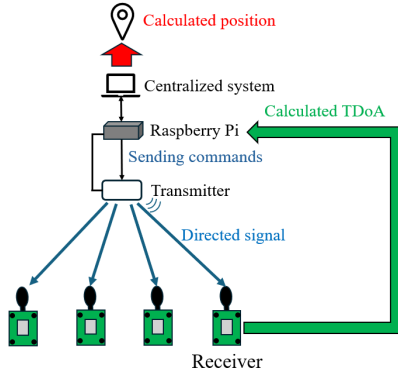 Calculated position
Centralized system
Calculated TDoA
Raspberry Pi
Sending commands
Transmitter
Directed signal
Receiver